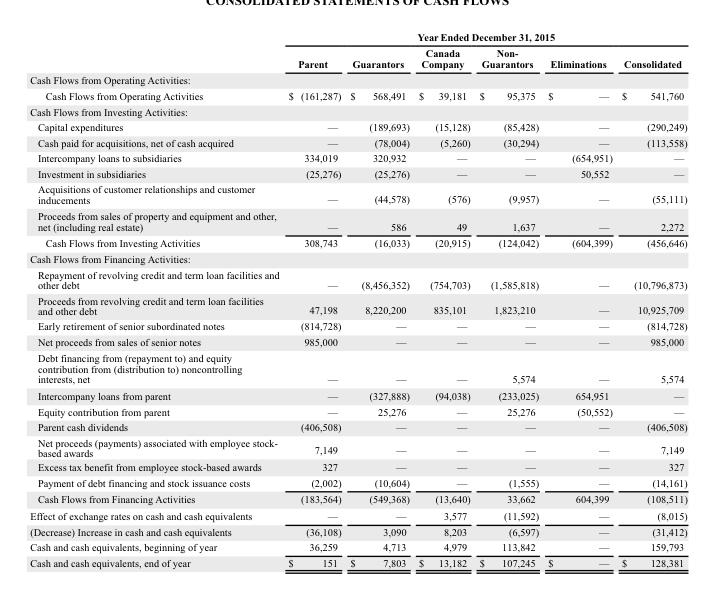 CONSOLIDATED STATEMENTS OF CASH FLOWS
Year Ended December 31, 2015
Parent Guarantors Canada Company Non-Guarantors Eliminations Consolidated
Cash Flows from Operating Activities:
Cash Flows from Operating Activities $ (161,287) $ 568,491 $ 39,181 $ 95,375 $ — $ 541,760
Cash Flows from Investing Activities:
Capital expenditures — (189,693) (15,128) (85,428) — (290,249)
Cash paid for acquisitions, net of cash acquired — (78,004) (5,260) (30,294) — (113,558)
Intercompany loans to subsidiaries 334,019 320,932 — — (654,951) —
Investment in subsidiaries (25,276) (25,276) — — 50,552 —
Acquisitions of customer relationships and customer
inducements — (44,578) (576) (9,957) — (55,111)
Proceeds from sales of property and equipment and other,
net (including real estate) — 586 49 1,637 — 2,272
Cash Flows from Investing Activities 308,743 (16,033) (20,915) (124,042) (604,399) (456,646)
Cash Flows from Financing Activities:
Repayment of revolving credit and term loan facilities and
other debt — (8,456,352) (754,703) (1,585,818) — (10,796,873)
Proceeds from revolving credit and term loan facilities
and other debt 47,198 8,220,200 835,101 1,823,210 — 10,925,709
Early retirement of senior subordinated notes (814,728) — — — — (814,728)
Net proceeds from sales of senior notes 985,000 — — — — 985,000
Debt financing from (repayment to) and equity
contribution from (distribution to) noncontrolling
interests, net — — — 5,574 — 5,574
Intercompany loans from parent — (327,888) (94,038) (233,025) 654,951 —
Equity contribution from parent — 25,276 — 25,276 (50,552) —
Parent cash dividends (406,508) — — — — (406,508)
Net proceeds (payments) associated with employee stock-
based awards 7,149 — — — — 7,149
Excess tax benefit from employee stock-based awards 327 — — — — 327
Payment of debt financing and stock issuance costs (2,002) (10,604) — (1,555) — (14,161)
Cash Flows from Financing Activities (183,564) (549,368) (13,640) 33,662 604,399 (108,511)
Effect of exchange rates on cash and cash equivalents — — 3,577 (11,592) — (8,015)
(Decrease) Increase in cash and cash equivalents (36,108) 3,090 8,203 (6,597) — (31,412)
Cash and cash equivalents, beginning of year 36,259 4,713 4,979 113,842 — 159,793
Cash and cash equivalents, end of year $ 151 $ 7,803 $ 13,182 $ 107,245 $ — $ 128,381